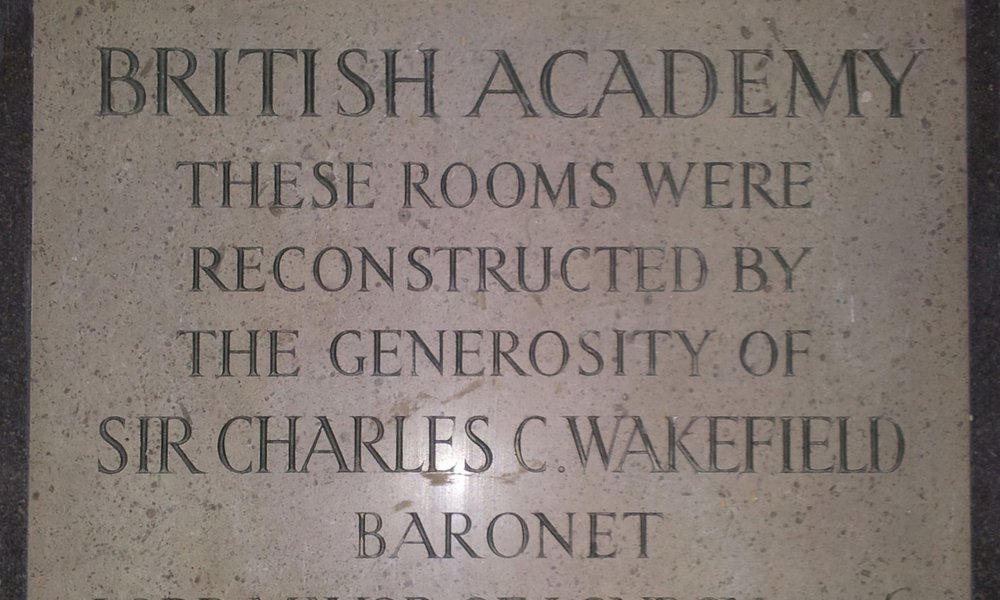 BRITISH ACADEMY
THESE ROOMS WERE
RECONSTRUCTED BY
THE GENEROSITY OF
SIR CHARLES C. WAKEFIELD
BARONET